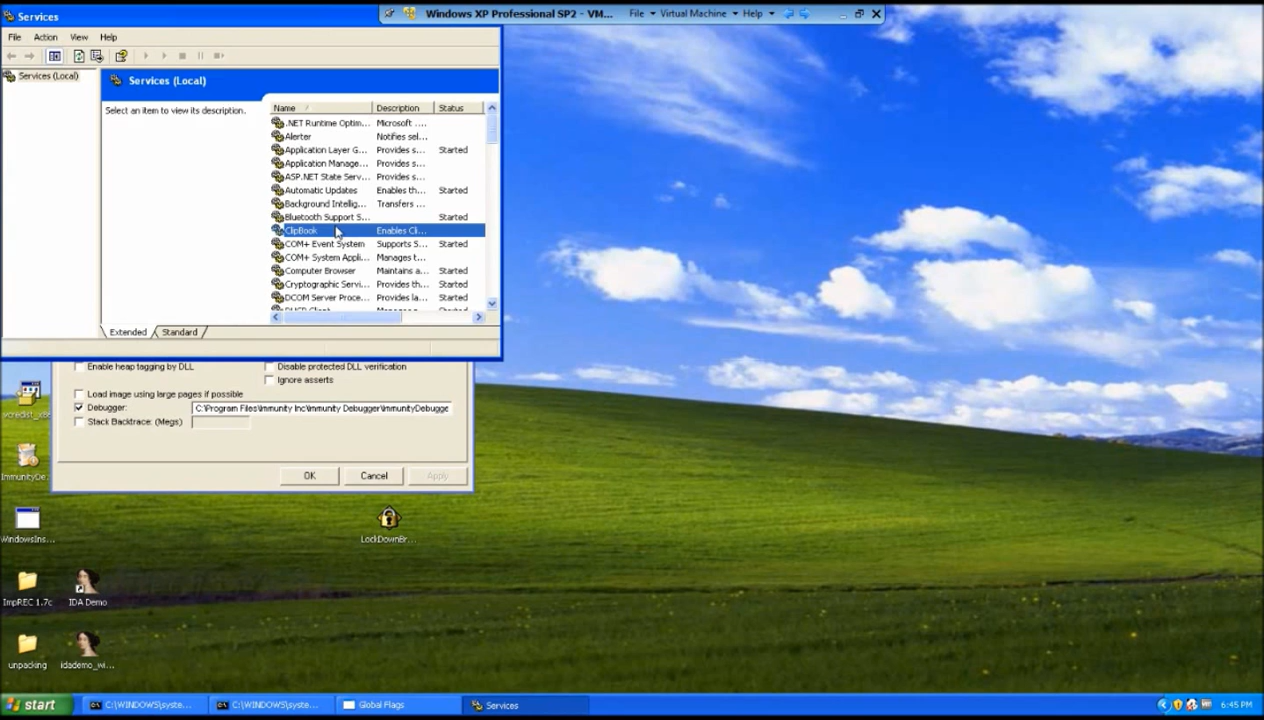 Services
Windows XP Professional SP2 - VM...
File
Virtual Machine
Help
File Action View Help
Services (Local)
Services (Local)
Select an item to view its description.
Name Description Status
.NET Runtime Optim... Microsoft ....
Alerter Notifies sel...
Application Layer G... Provides s... Started
Application Manage... Provides s...
ASP.NET State Serv... Provides s...
Automatic Updates Enables th... Started
Background Intellig... Transfers ...
Bluetooth Support S... Started
ClipBook Enables Cli...
COM+ Event System Supports S... Started
COM+ System Appli... Manages t...
Computer Browser Maintains a... Started
Cryptographic Servi... Provides th... Started
DCOM Server Proce... Provides la... Started
DHCP Client Manages n... Started
Extended Standard
Enable heap tagging by DLL
Disable protected DLL verification
Ignore asserts
Load image using large pages if possible
Debugger: C:\Program Files\Immunity Inc\Immunity Debugger\ImmunityDebugge
Stack Backtrace: (Megs)
OK Cancel Apply
vcredist_x8
ImmunityDe...
WindowsIns...
LockDownBr...
ImpREC 1.7c
IDA Demo
unpacking
idademo_wi...
start
C:\WINDOWS\syste...
C:\WINDOWS\syste...
Global Flags
Services
6:45 PM